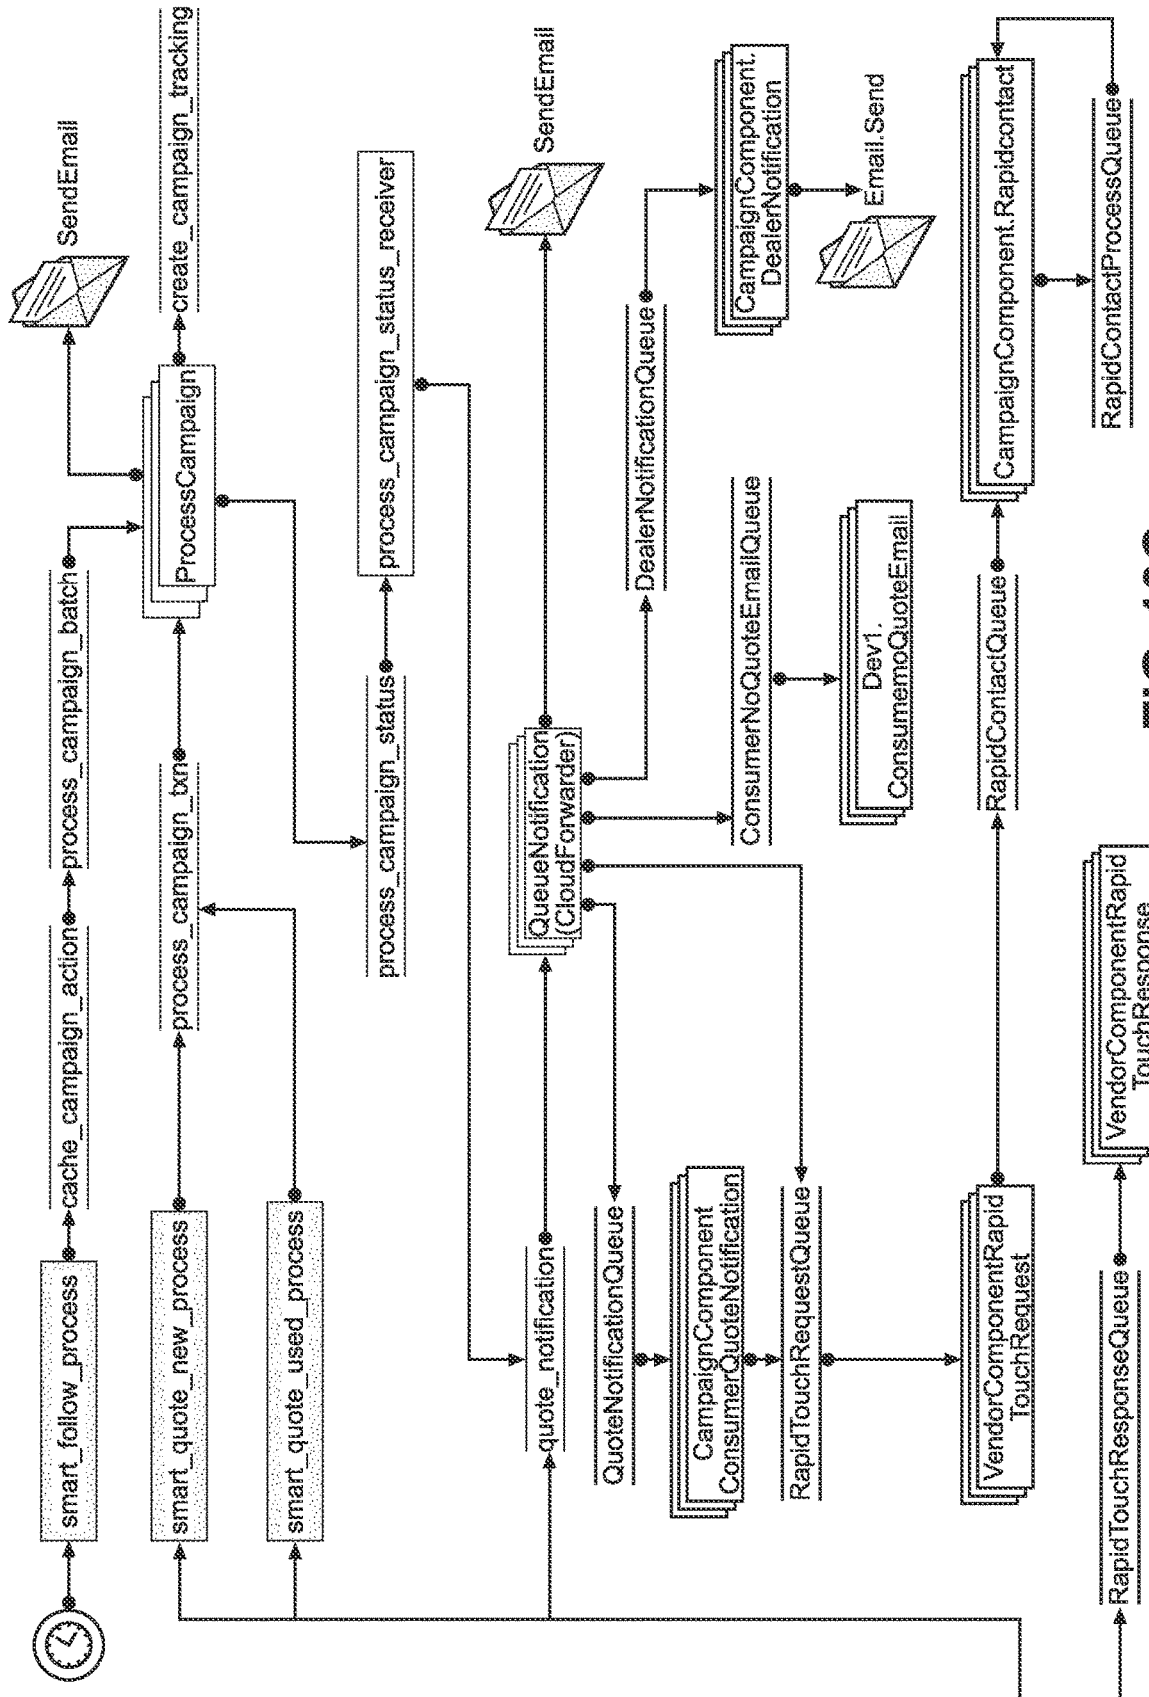 smart_follow_process
cache_campaign_action
process_campaign_batch
SendEmail
smart_quote_new_process
process_campaign_txn
ProcessCampaign
create_campaign_tracking
smart_quote_used_process
process_campaign_status
process_campaign_status_receiver
quote_notification
QueueNotification
(CloudForwarder)
SendEmail
QuoteNotificationQueue
DealerNotificationQueue
CampaignComponent
ConsumerQuoteNotification
ConsumerNoQuoteEmailQueue
CampaignComponent.
DealerNotification
RapidTouchRequestQueue
Dev1.
ConsumernoQuoteEmail
Email.Send
VendorComponentRapid
TouchRequest
RapidContactQueue
CampaignComponent.Rapidcontact
RapidTouchResponseQueue
VendorComponentRapid
TouchResponse
RapidContactProcessQueue